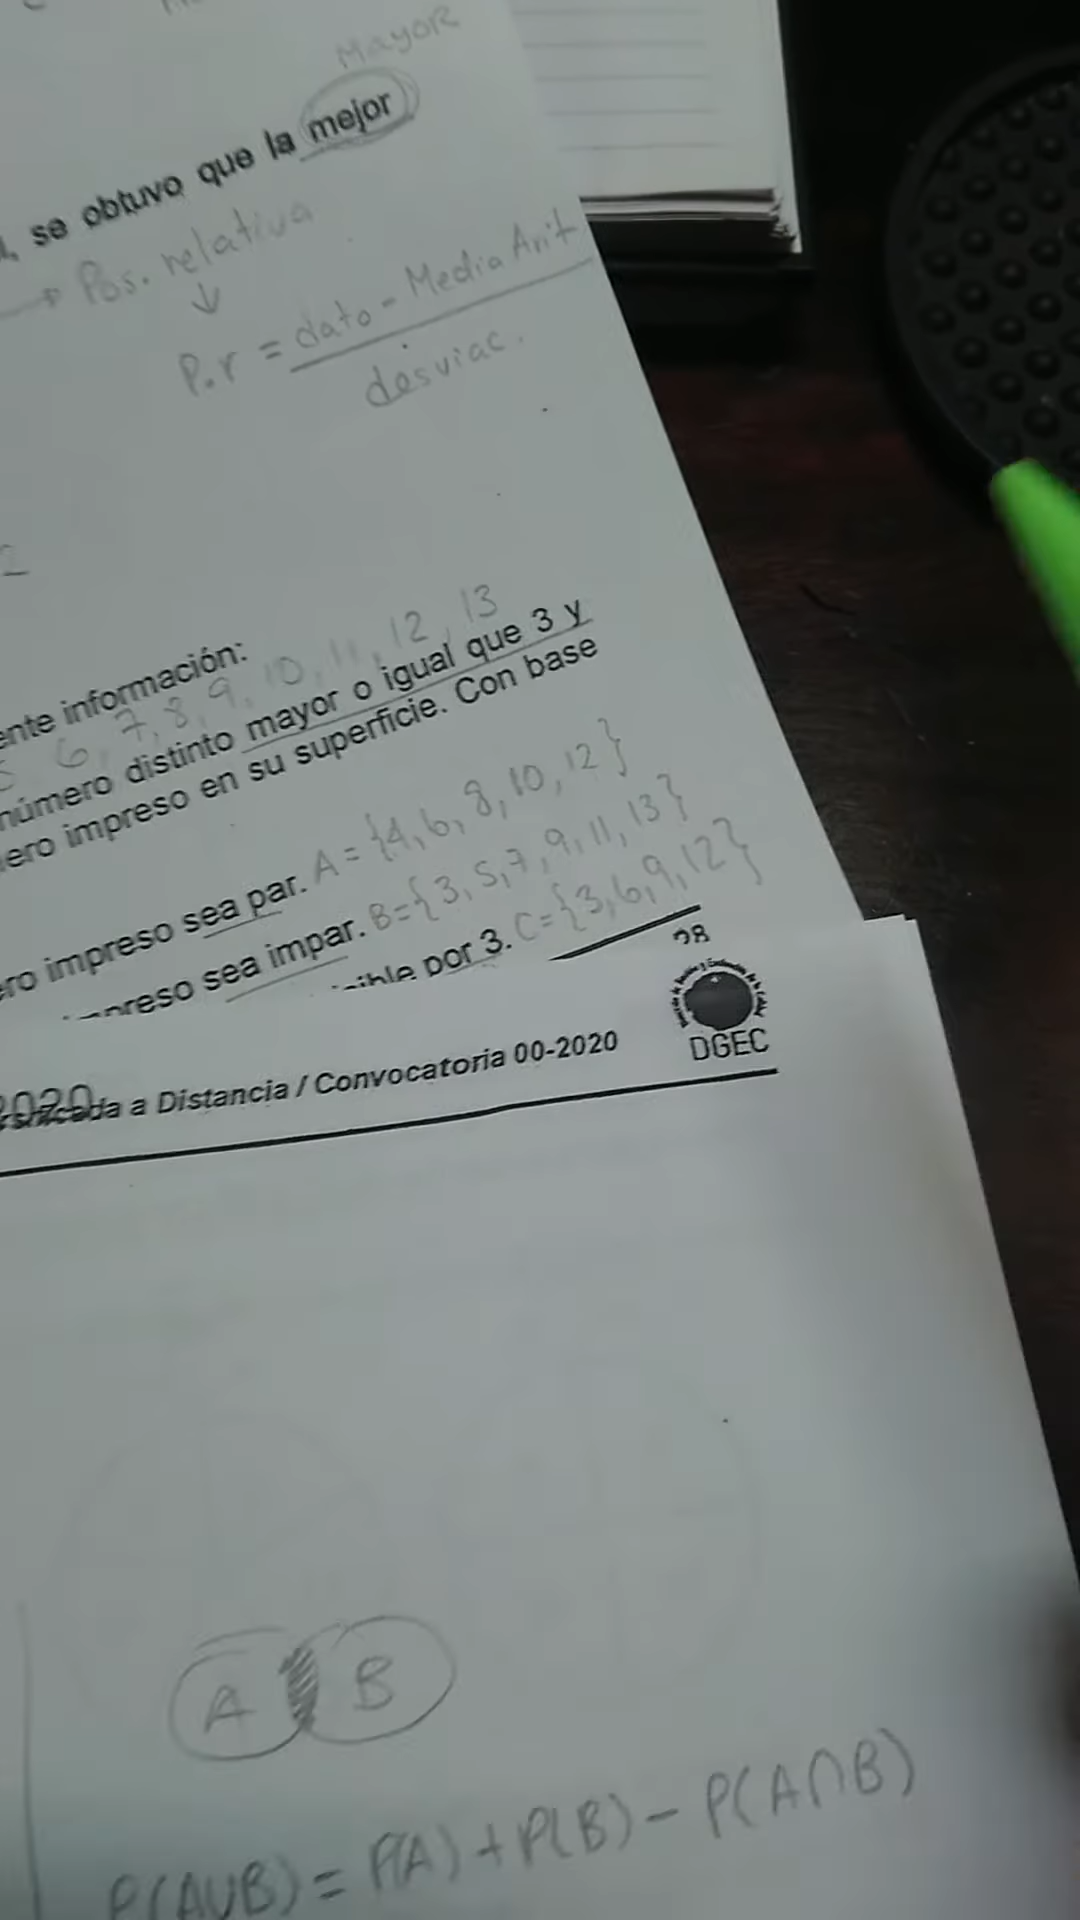 MAYOR
se obtuvo que la mejor
Pos. relativa
P.r = dato - Media Arit
desviac.
ente información:
6, 7, 8, 9, 10, 11, 12, 13
número distinto mayor o igual que 3 y
ero impreso en su superficie. Con base
ro impreso sea par. A = {4, 6, 8, 10, 12}
preso sea impar. B = {3, 5, 7, 9, 11, 13}
ible por 3. C = {3, 6, 9, 12}
DGEC
a Distancia / Convocatoria 00-2020
2020
A B
P(A∪B) = P(A) + P(B) - P(A∩B)